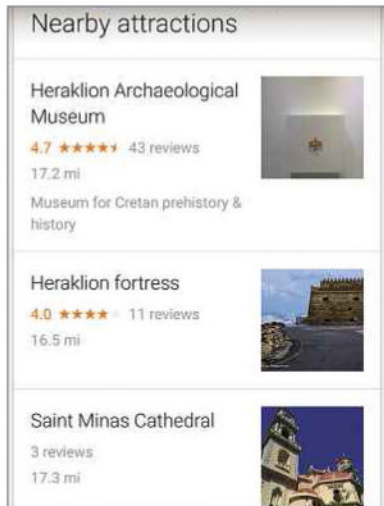 Nearby attractions
Heraklion Archaeological
Museum
4.7 ★★★★★ 43 reviews
17.2 mi
Museum for Cretan prehistory &
history
Heraklion fortress
4.0 ★★★★★ 11 reviews
16.5 mi
Saint Minas Cathedral
3 reviews
17.3 mi